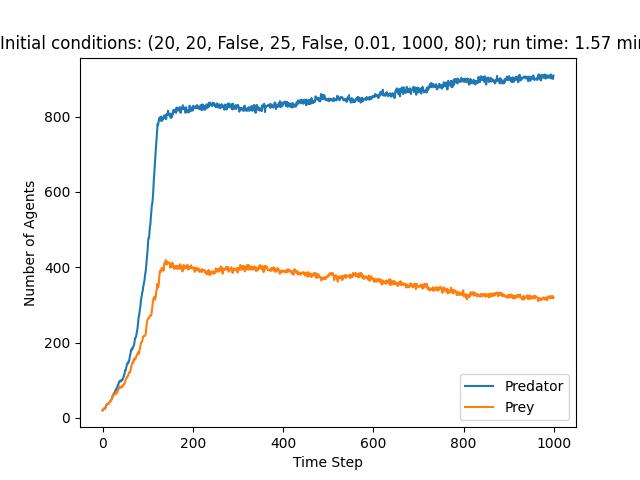 Initial conditions: (20, 20, False, 25, False, 0.01, 1000, 80); run time: 1.57
Number of Agents
800
600
400
200
0
Predator
Prey
0 200 400 600 800 1000
Time Step